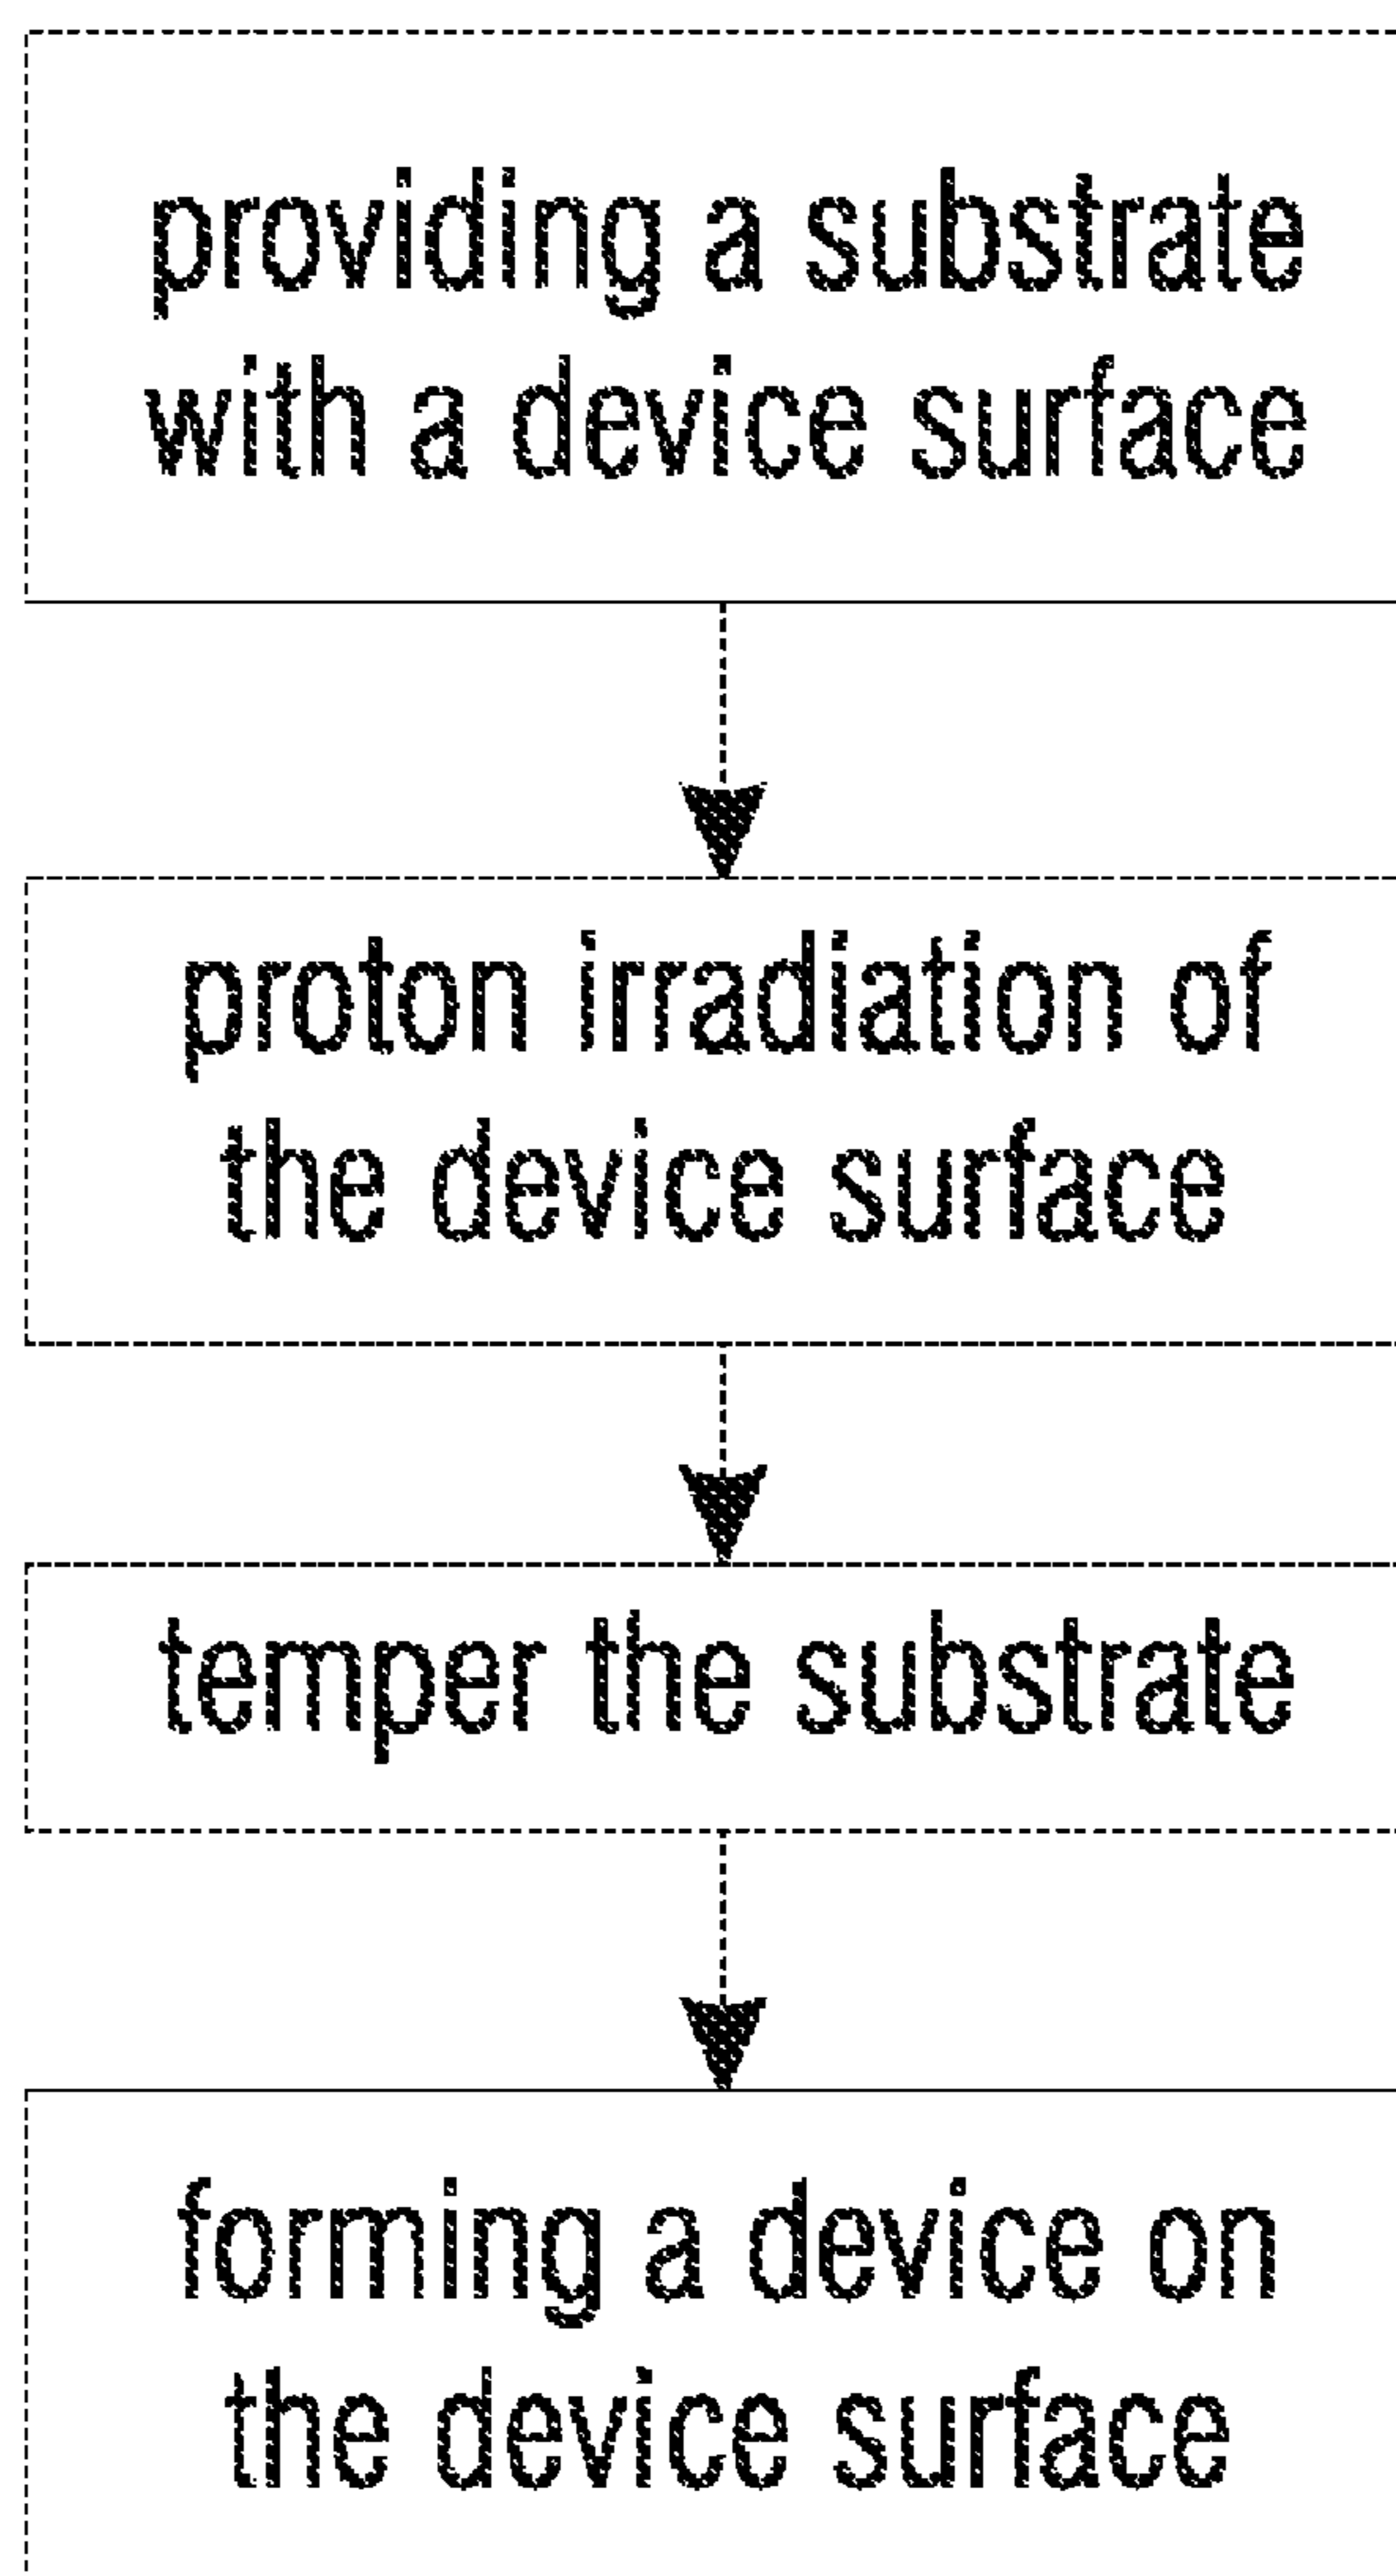 providing a substrate
with a device surface
proton irradiation of
the device surface
temper the substrate
forming a device on
the device surface